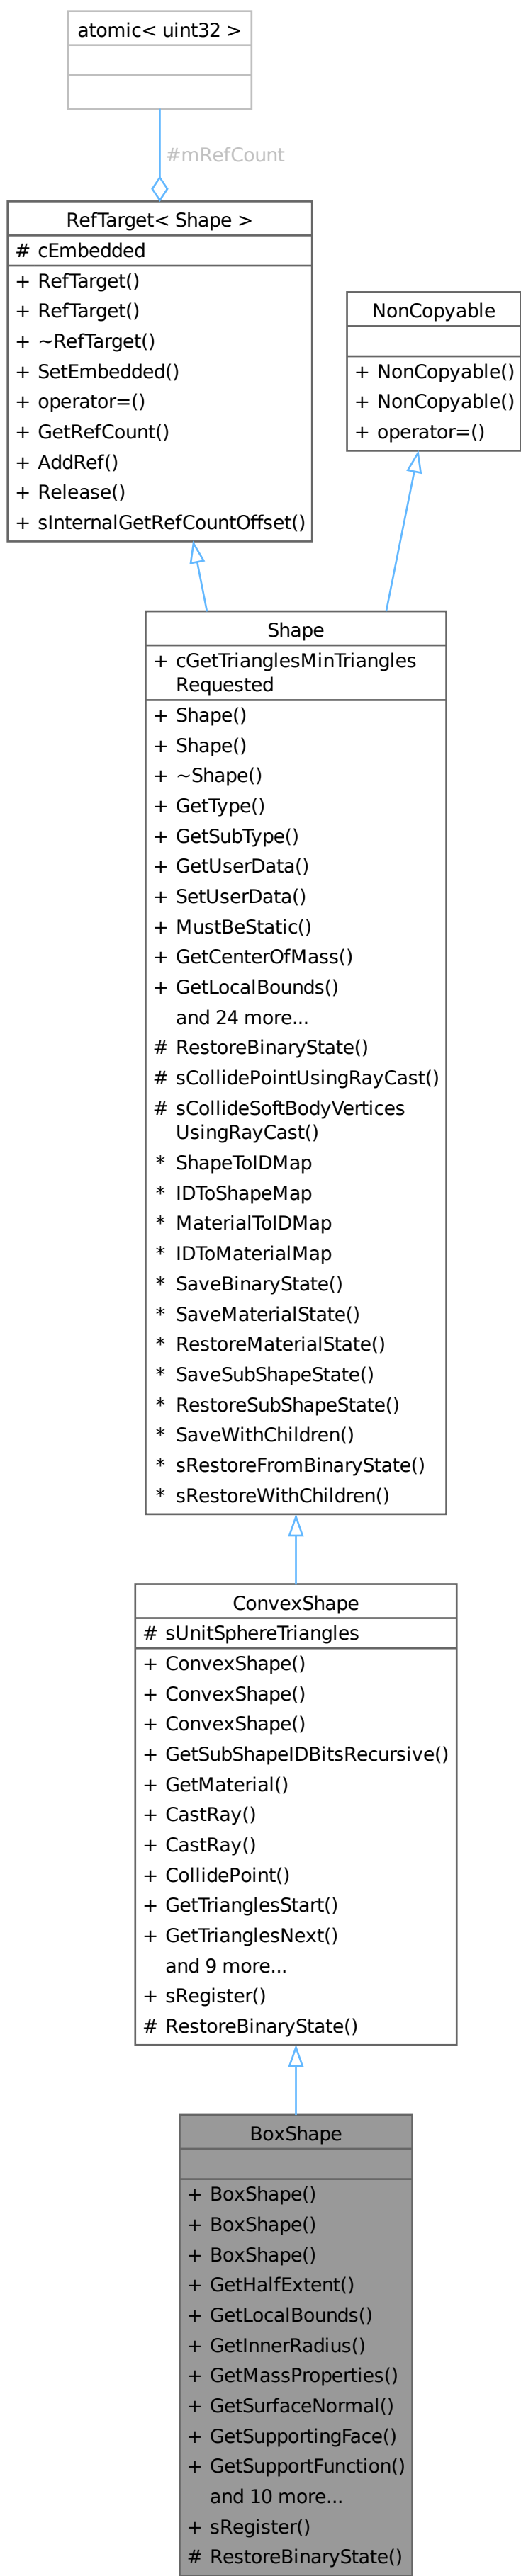 atomic< uint32 >
#mRefCount
RefTarget< Shape >
# cEmbedded
+ RefTarget()
+ RefTarget()
+ ~RefTarget()
+ SetEmbedded()
+ operator=()
+ GetRefCount()
+ AddRef()
+ Release()
+ sInternalGetRefCountOffset()
NonCopyable
+ NonCopyable()
+ NonCopyable()
+ operator=()
Shape
+ cGetTrianglesMinTriangles
Requested
+ Shape()
+ Shape()
+ ~Shape()
+ GetType()
+ GetSubType()
+ GetUserData()
+ SetUserData()
+ MustBeStatic()
+ GetCenterOfMass()
+ GetLocalBounds()
and 24 more...
# RestoreBinaryState()
# sCollidePointUsingRayCast()
# sCollideSoftBodyVertices
UsingRayCast()
* ShapeToIDMap
* IDToShapeMap
* MaterialToIDMap
* IDToMaterialMap
* SaveBinaryState()
* SaveMaterialState()
* RestoreMaterialState()
* SaveSubShapeState()
* RestoreSubShapeState()
* SaveWithChildren()
* sRestoreFromBinaryState()
* sRestoreWithChildren()
ConvexShape
# sUnitSphereTriangles
+ ConvexShape()
+ ConvexShape()
+ ConvexShape()
+ GetSubShapeIDBitsRecursive()
+ GetMaterial()
+ CastRay()
+ CastRay()
+ CollidePoint()
+ GetTrianglesStart()
+ GetTrianglesNext()
and 9 more...
+ sRegister()
# RestoreBinaryState()
BoxShape
+ BoxShape()
+ BoxShape()
+ BoxShape()
+ GetHalfExtent()
+ GetLocalBounds()
+ GetInnerRadius()
+ GetMassProperties()
+ GetSurfaceNormal()
+ GetSupportingFace()
+ GetSupportFunction()
and 10 more...
+ sRegister()
# RestoreBinaryState()